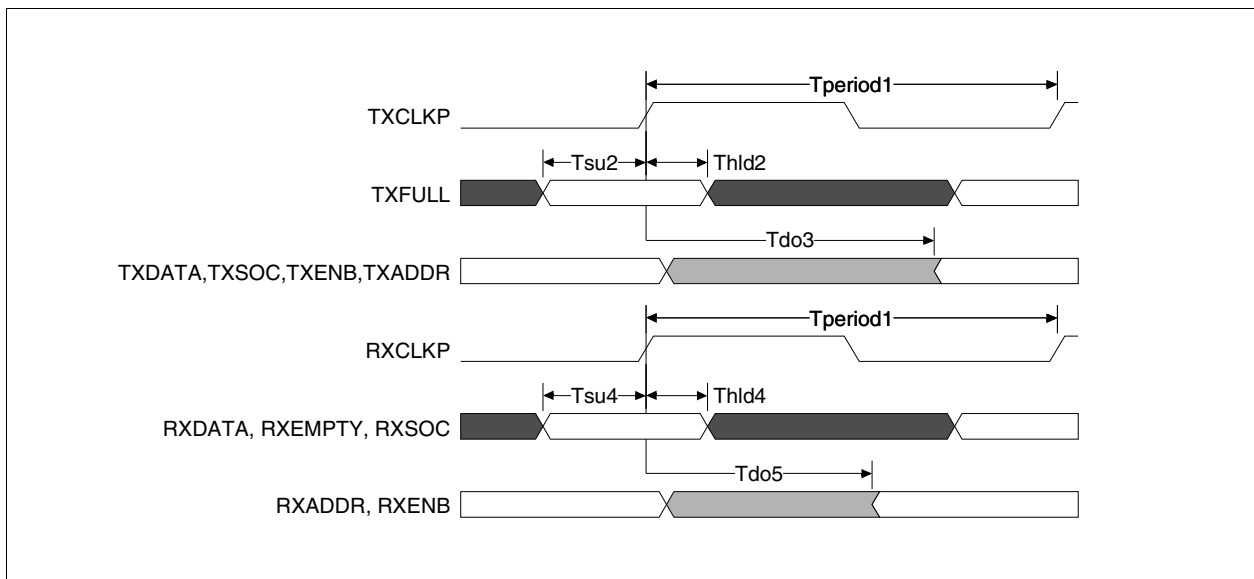 Tperiod1
TXCLKP
Tsu2
Thld2
TXFULL
Tdo3
TXDATA,TXSOC,TXENB,TXADDR
Tperiod1
RXCLKP
Tsu4
Thld4
RXDATA, RXEMPTY, RXSOC
Tdo5
RXADDR, RXENB